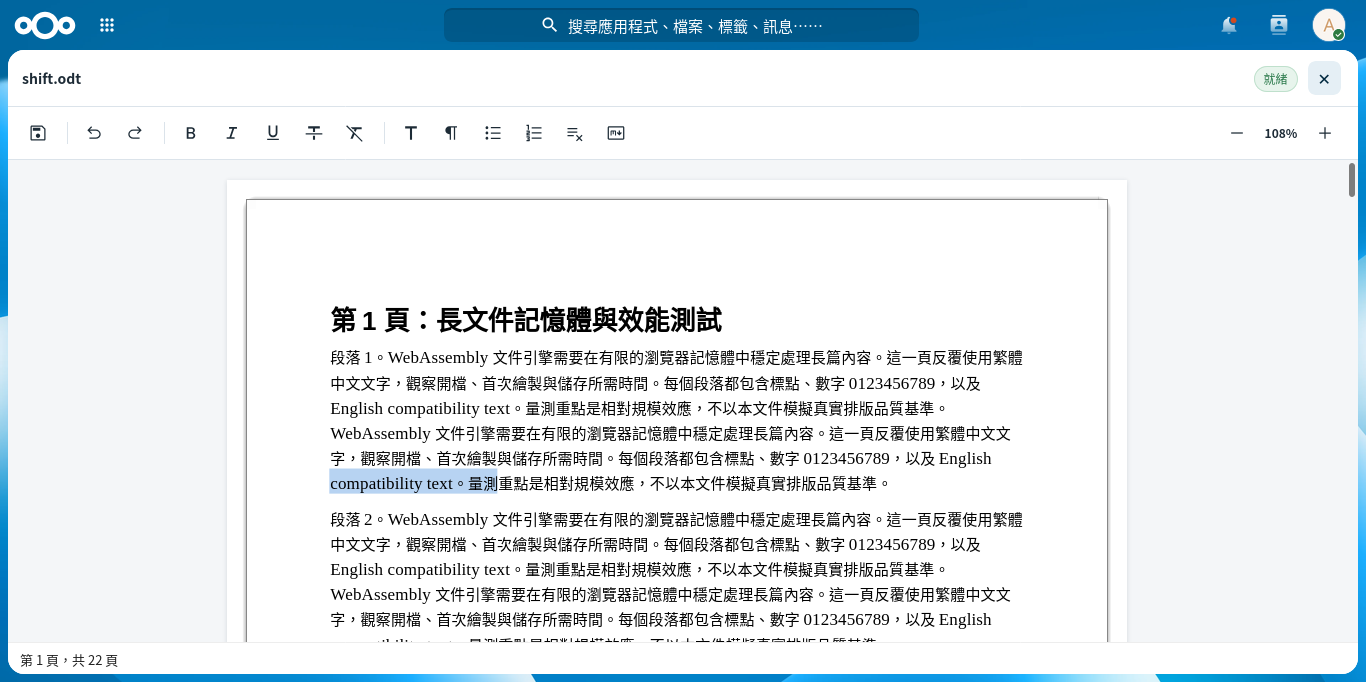 搜尋應用程式、檔案、標籤、訊息……
A
shift.odt
就緒
108%
第 1 頁：長文件記憶體與效能測試
段落 1。WebAssembly 文件引擎需要在有限的瀏覽器記憶體中穩定處理長篇內容。這一頁反覆使用繁體
中文文字，觀察開檔、首次繪製與儲存所需時間。每個段落都包含標點、數字 0123456789，以及
English compatibility text。量測重點是相對規模效應，不以本文件模擬真實排版品質基準。
WebAssembly 文件引擎需要在有限的瀏覽器記憶體中穩定處理長篇內容。這一頁反覆使用繁體中文文
字，觀察開檔、首次繪製與儲存所需時間。每個段落都包含標點、數字 0123456789，以及 English
compatibility text。量測重點是相對規模效應，不以本文件模擬真實排版品質基準。
段落 2。WebAssembly 文件引擎需要在有限的瀏覽器記憶體中穩定處理長篇內容。這一頁反覆使用繁體
中文文字，觀察開檔、首次繪製與儲存所需時間。每個段落都包含標點、數字 0123456789，以及
English compatibility text。量測重點是相對規模效應，不以本文件模擬真實排版品質基準。
WebAssembly 文件引擎需要在有限的瀏覽器記憶體中穩定處理長篇內容。這一頁反覆使用繁體中文文
字，觀察開檔、首次繪製與儲存所需時間。每個段落都包含標點、數字 0123456789，以及 English
第 1 頁，共 22 頁